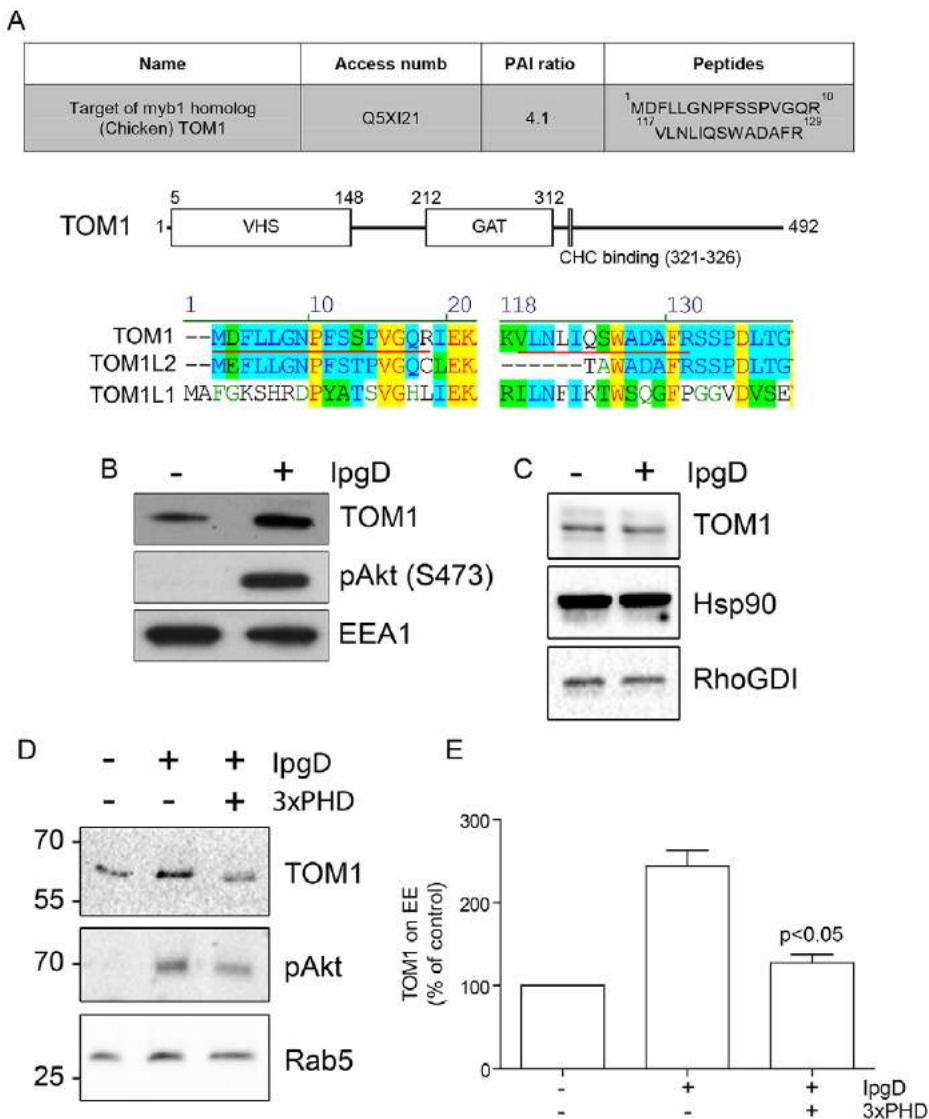 A
Name Access numb PAI ratio Peptides
Target of myb1 homolog (Chicken) TOM1 Q5XI21 4.1 1MDFLLGNPFSSPVGQR10
117VLNLIQSWADAFR129
5 148 212 312
TOM1 1 VHS GAT 492
CHC binding (321-326)
1 10 20 118 130
TOM1 --MDFLLGNPFSSPVGQRIEK KVLNLIQSWADAFRSSPDLTG
TOM1L2 --MEFLLGNPFSTPVGQCLEK ------TAWADAFRSSPDLTG
TOM1L1 MAFGKSHRDPYATSVGHLIEK RILNFIKTWSQGFPGGVDVSE
B - + IpgD
TOM1
pAkt (S473)
EEA1
C - + IpgD
TOM1
Hsp90
RhoGDI
D - + + IpgD
- - + 3xPHD
70
55
TOM1
70 pAkt
25 Rab5
E
300
200
100
0
TOM1 on EE
(% of control)
p<0.05
- + + IpgD
- - + 3xPHD